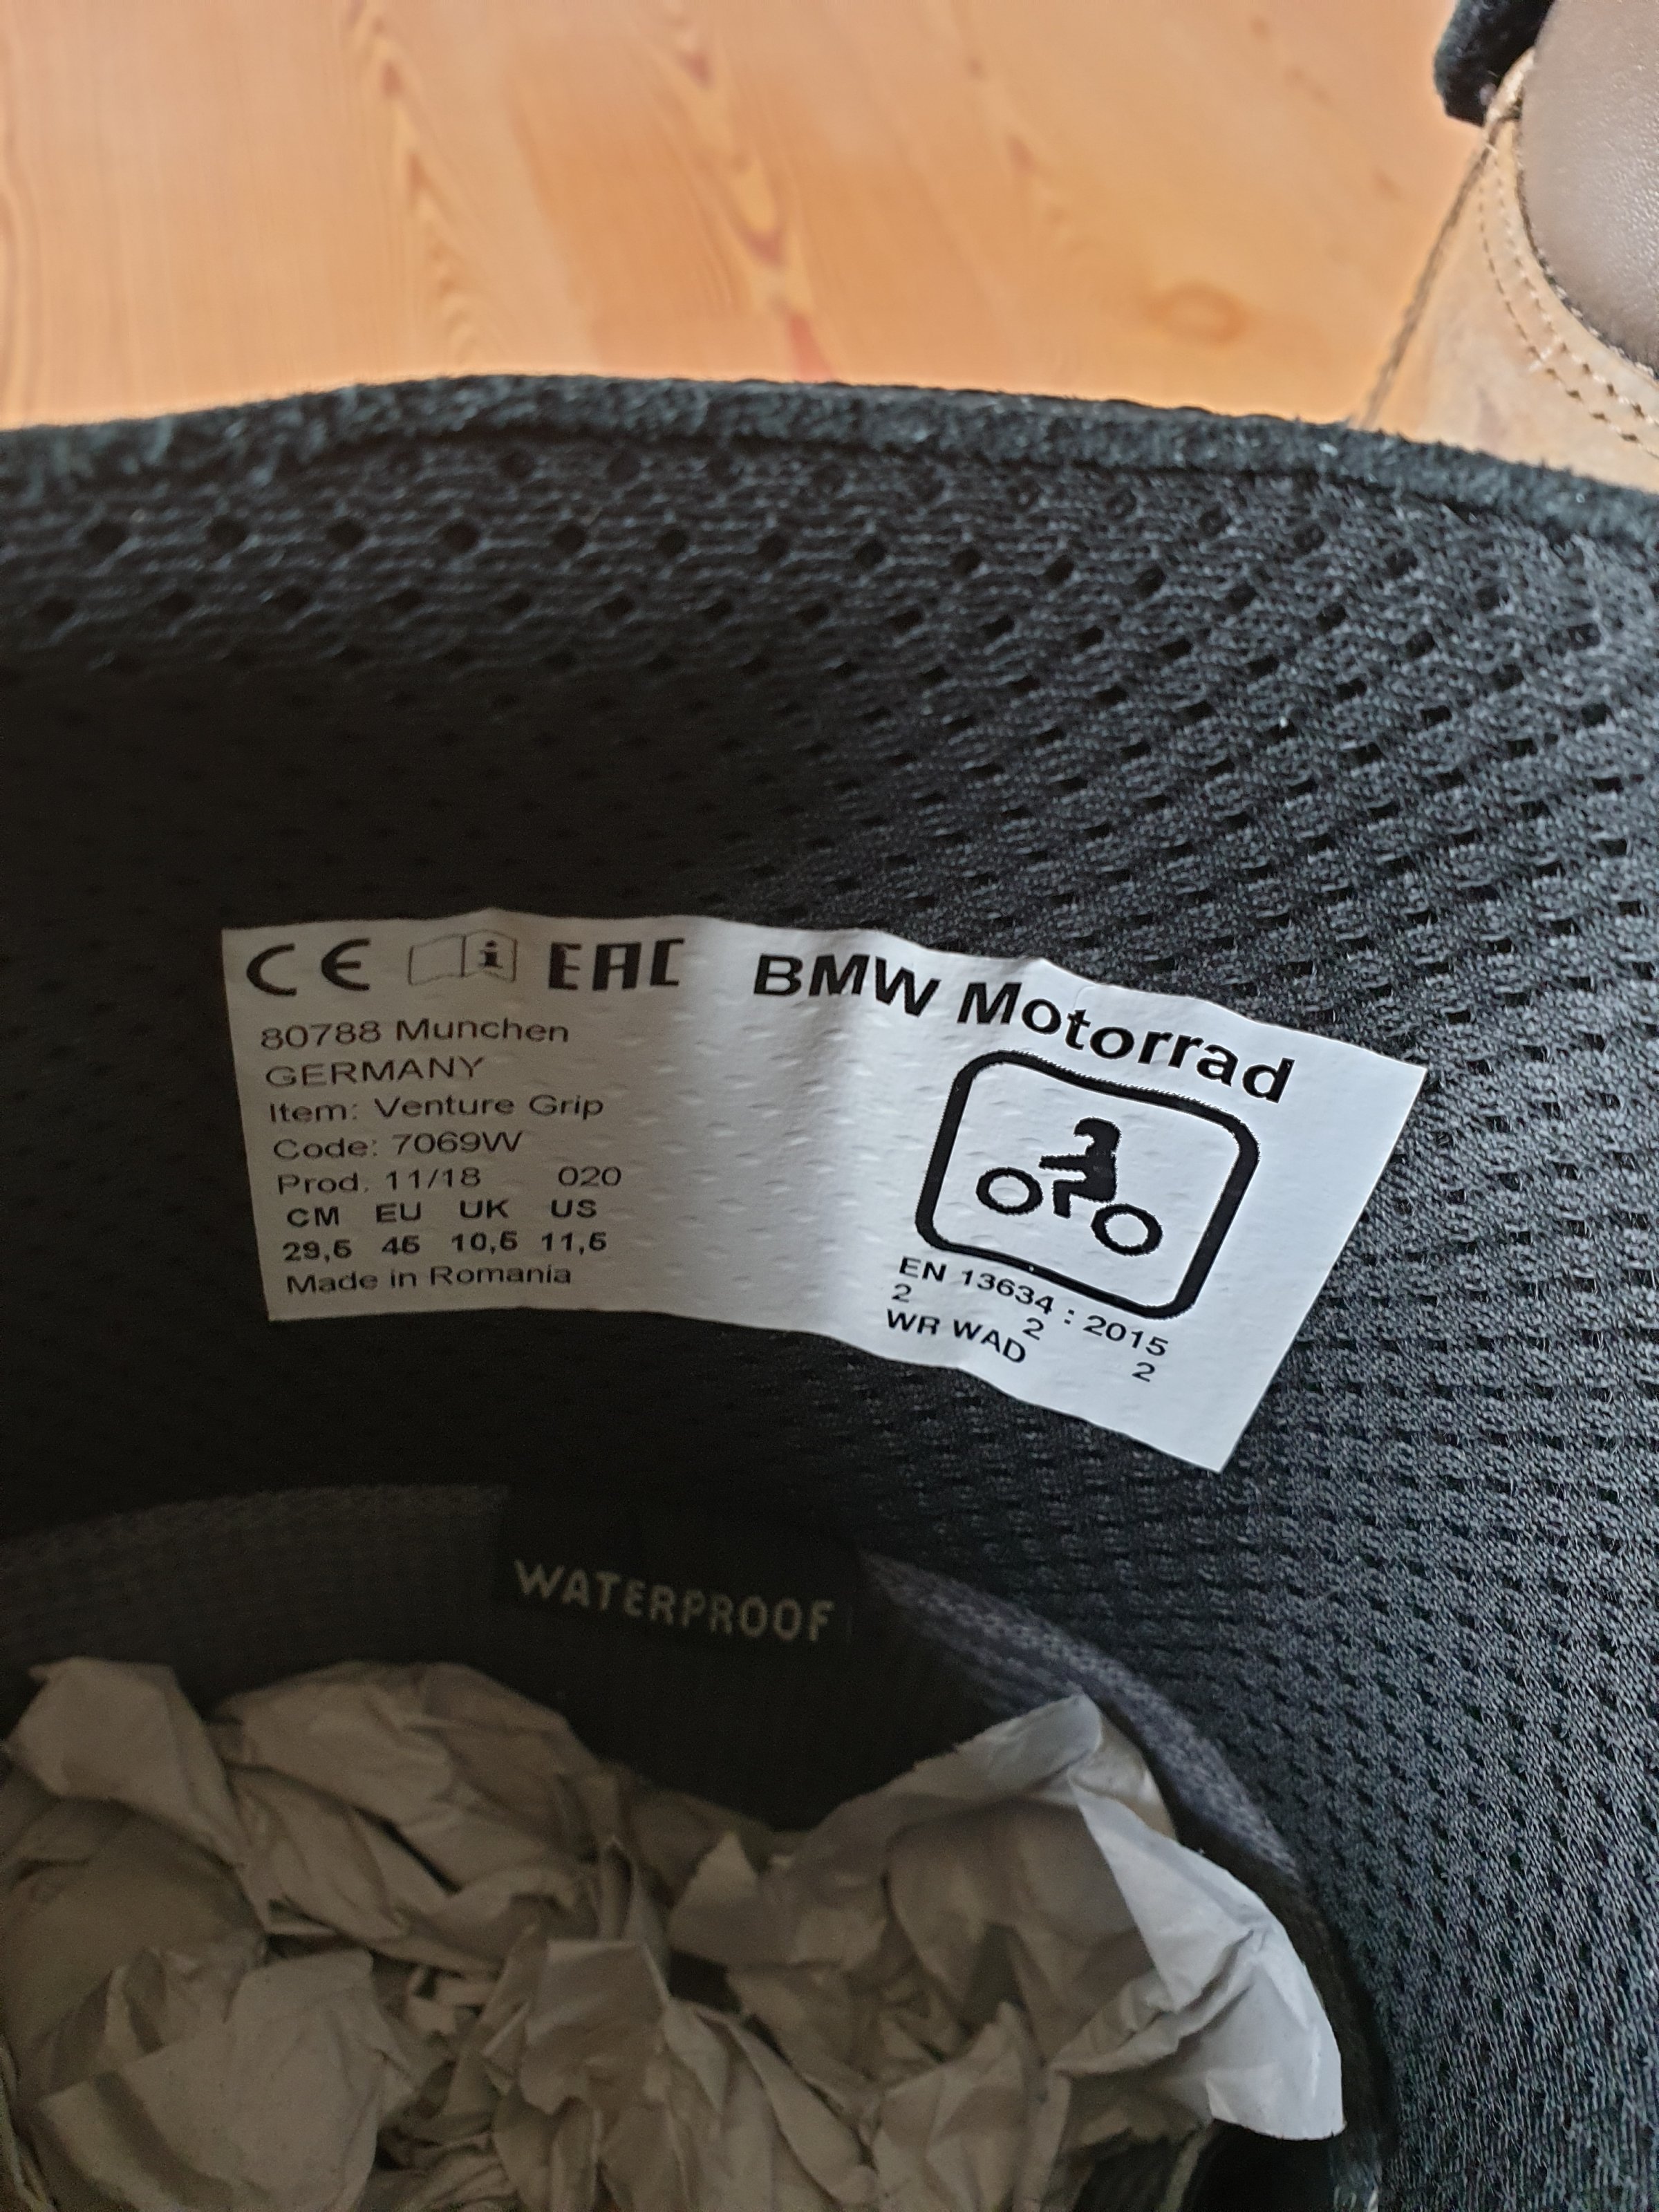 CE i EAC
80788 Munchen
GERMANY
Item: Venture Grip
Code: 7069W
Prod. 11/18 020
CM EU UK US
29,5 45 10,5 11,5
Made in Romania
BMW Motorrad
EN 13634 : 2015
2 2 2
WR WAD
WATERPROOF